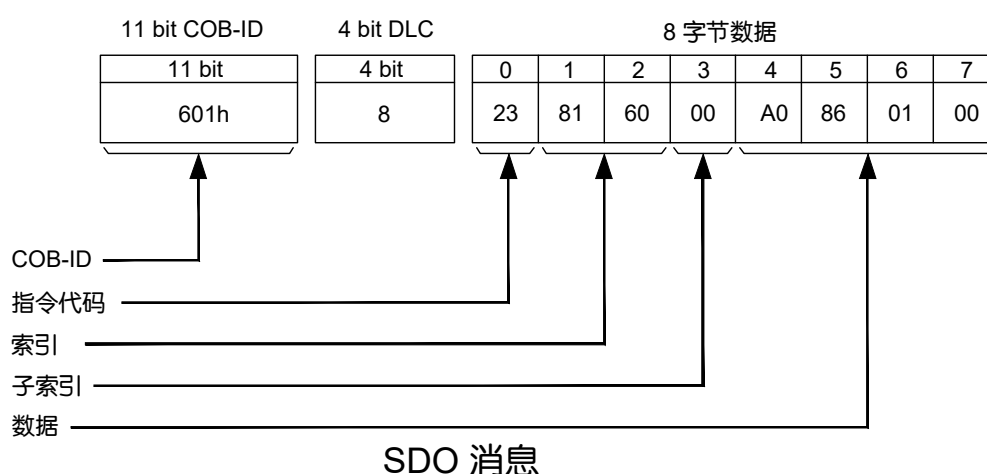 11 bit COB-ID 4 bit DLC 8 字节数据
11 bit 4 bit 0 1 2 3 4 5 6 7
601h 8 23 81 60 00 A0 86 01 00
COB-ID
指令代码
索引
子索引
数据
SDO 消息